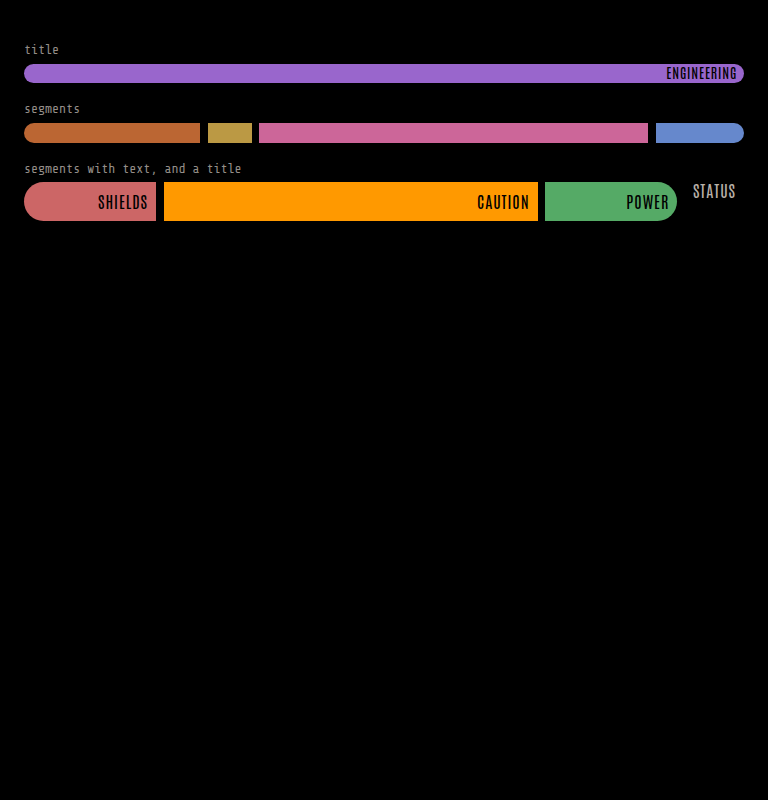 title
ENGINEERING
segments
segments with text, and a title
SHIELDS CAUTION POWER STATUS